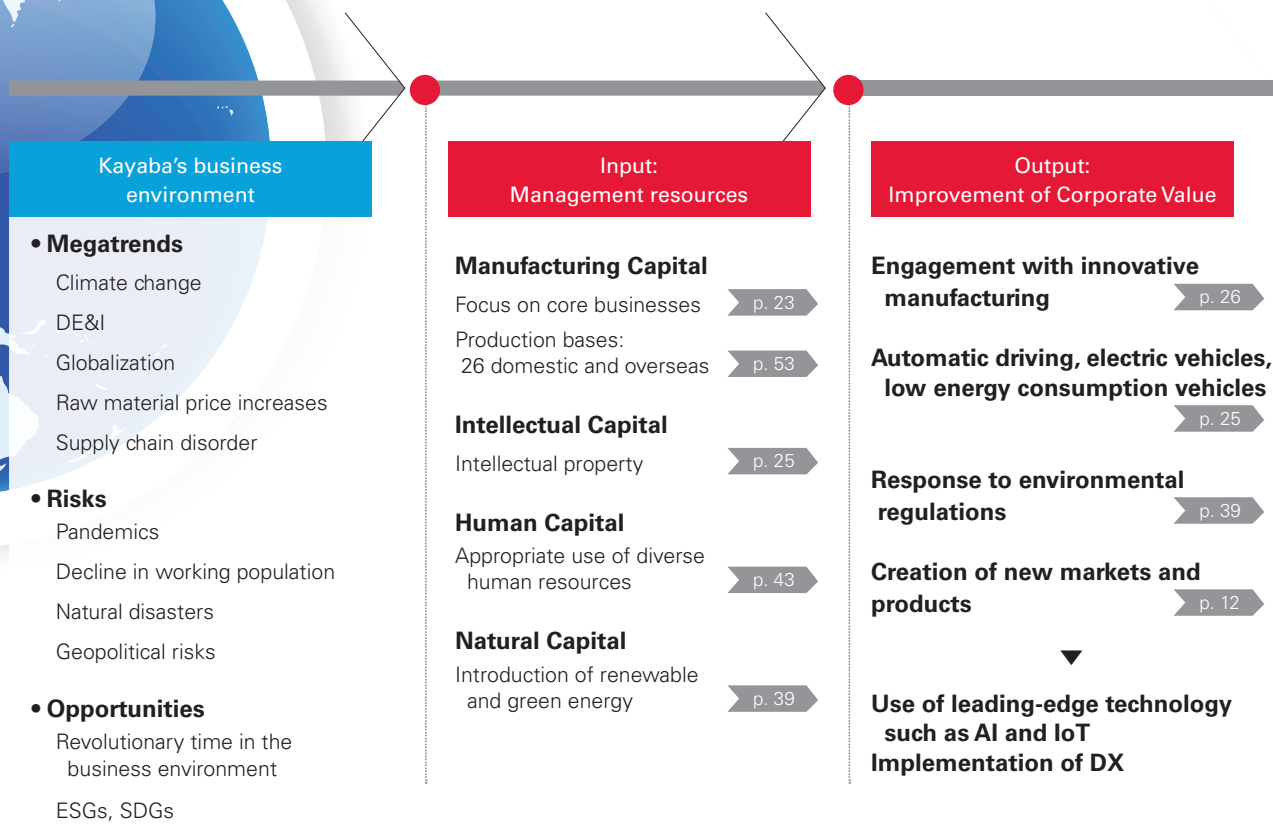 Kayaba's business
environment
• Megatrends
Climate change
DE&I
Globalization
Raw material price increases
Supply chain disorder
• Risks
Pandemics
Decline in working population
Natural disasters
Geopolitical risks
• Opportunities
Revolutionary time in the
business environment
ESGs, SDGs
Input:
Management resources
Manufacturing Capital
Focus on core businesses p. 23
Production bases:
26 domestic and overseas p. 53
Intellectual Capital
Intellectual property p. 25
Human Capital
Appropriate use of diverse
human resources p. 43
Natural Capital
Introduction of renewable
and green energy p. 39
Output:
Improvement of Corporate Value
Engagement with innovative
manufacturing p. 26
Automatic driving, electric vehicles,
low energy consumption vehicles
p. 25
Response to environmental
regulations p. 39
Creation of new markets and
products p. 12
▼
Use of leading-edge technology
such as AI and IoT
Implementation of DX